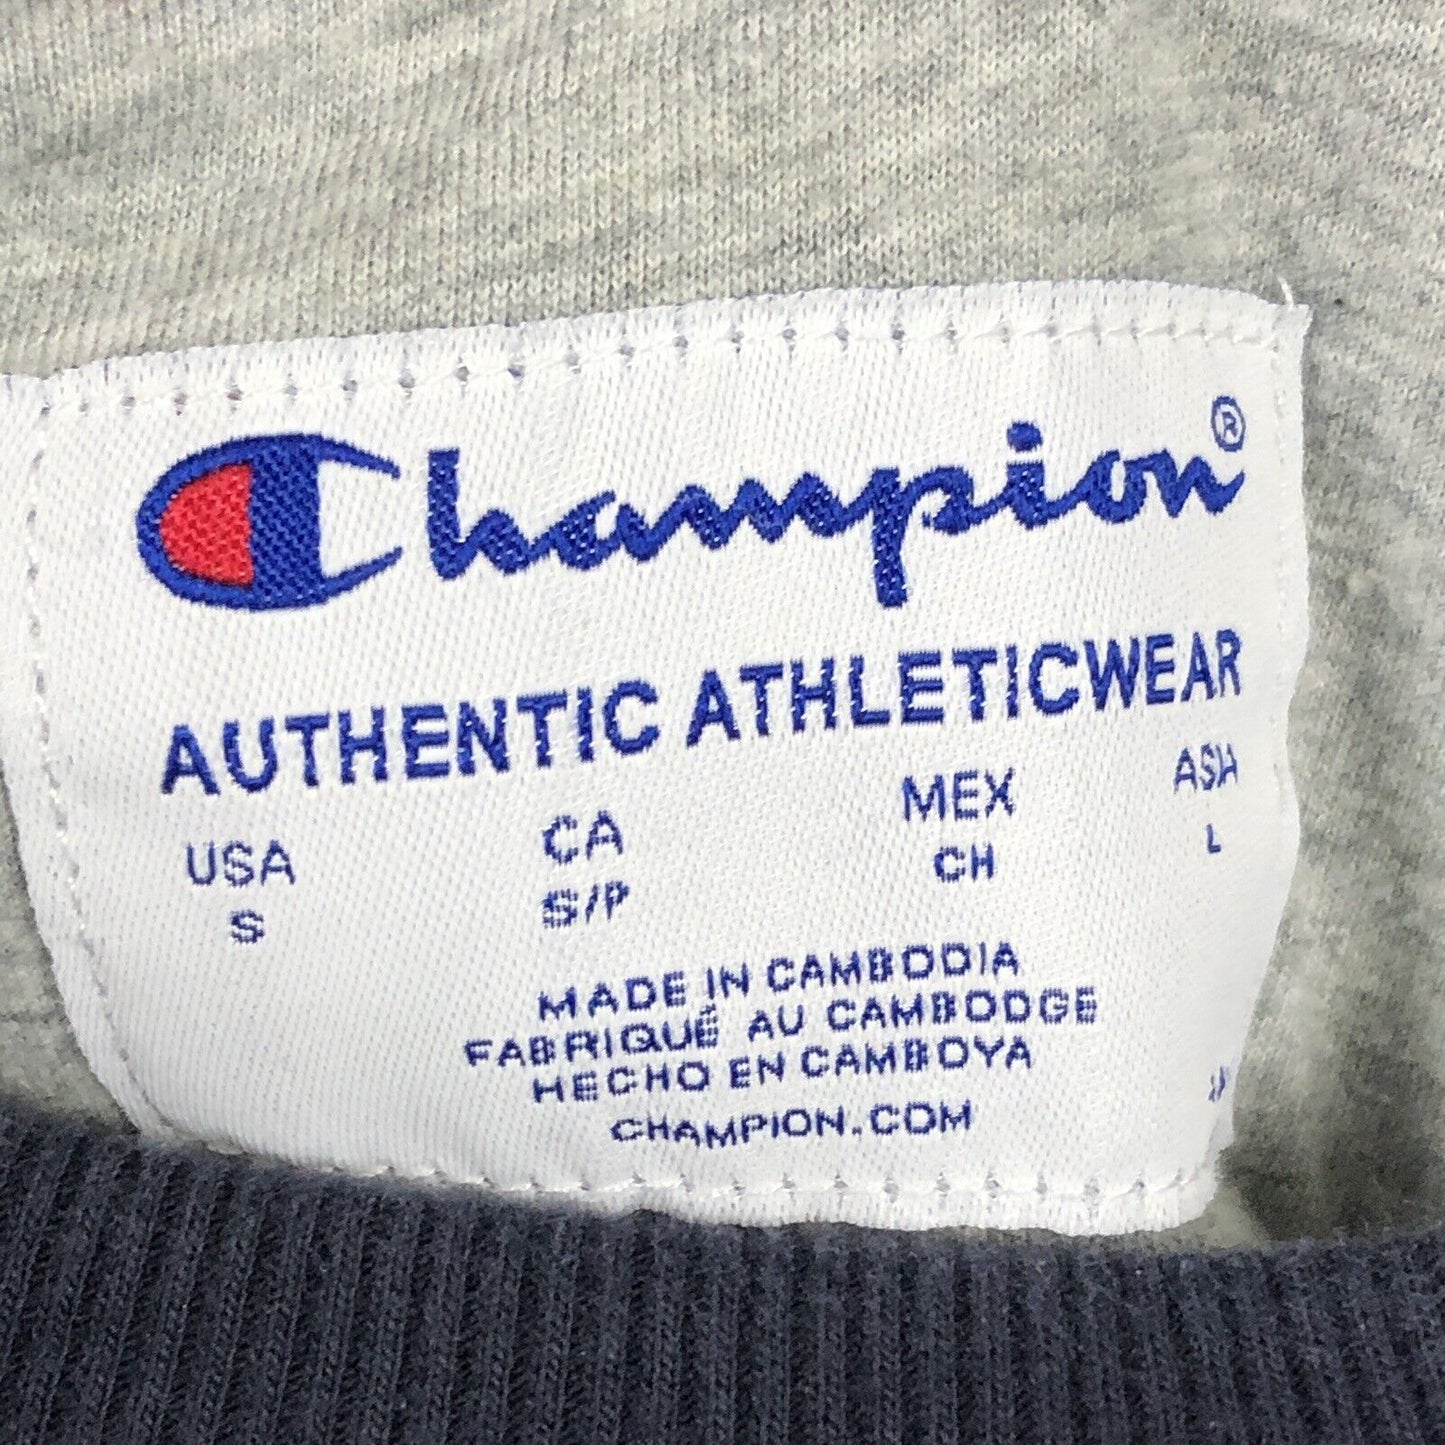 Champion®
AUTHENTIC ATHLETICWEAR
USA CA MEX ASIA
S S/P CH L
MADE IN CAMBODIA
FABRIQUÉ AU CAMBODGE
HECHO EN CAMBOYA
CHAMPION.COM